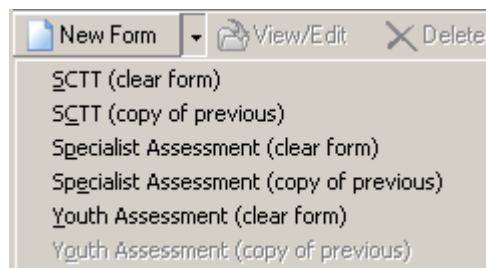 New Form View/Edit Delete
SCTT (clear form)
SCTT (copy of previous)
Specialist Assessment (clear form)
Specialist Assessment (copy of previous)
Youth Assessment (clear form)
Youth Assessment (copy of previous)